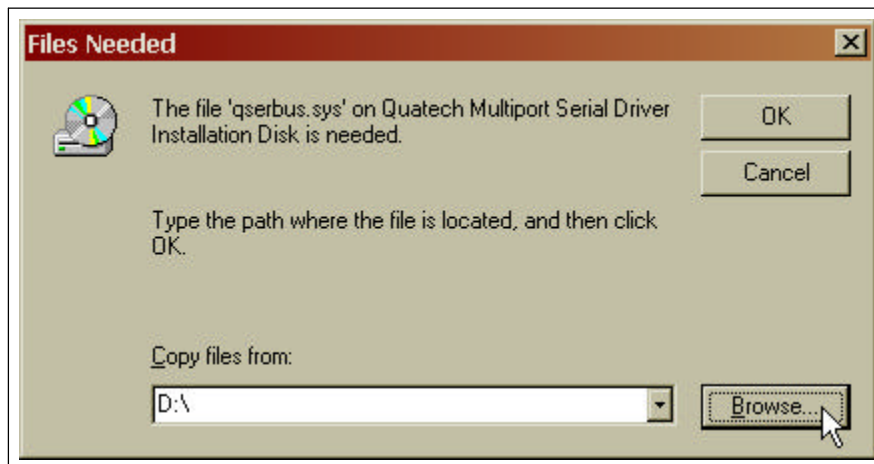 Files Needed
The file 'qserbus.sys' on Quatech Multiport Serial Driver
Installation Disk is needed.
OK
Cancel
Type the path where the file is located, and then click
OK.
Copy files from:
D:\
Browse...